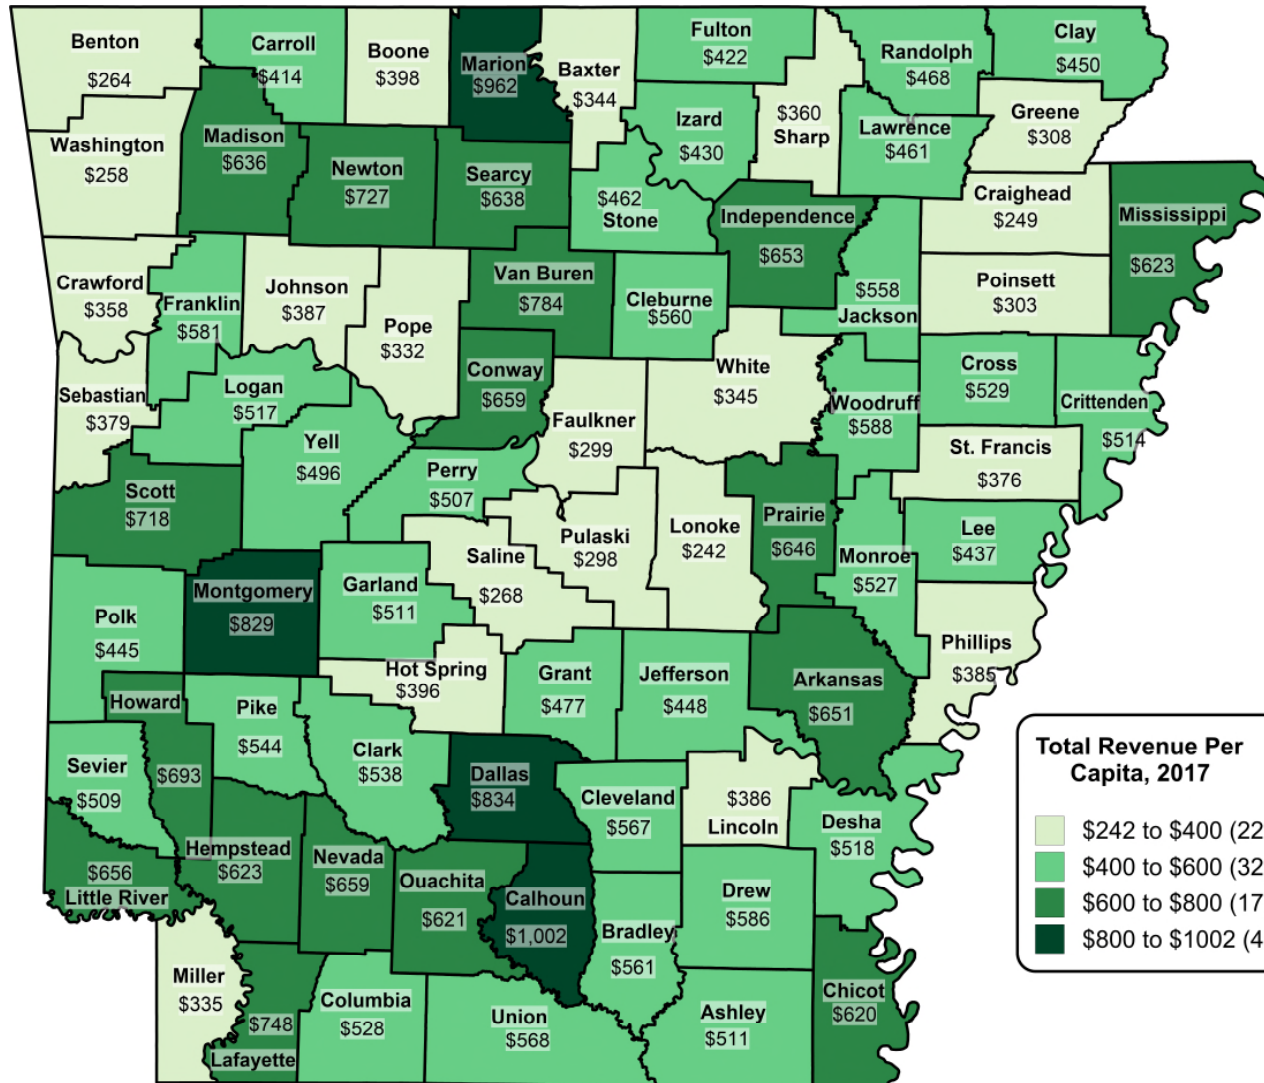 Benton
$264
Carroll
$414
Boone
$398
Marion
$962
Baxter
$344
Fulton
$422
Randolph
$468
Clay
$450
Washington
$258
Madison
$636
Newton
$727
Searcy
$638
Izard
$430
$360
Sharp
Lawrence
$461
Greene
$308
$462
Stone
Independence
$653
Craighead
$249
Mississippi
$623
Crawford
$358
Franklin
$581
Johnson
$387
Pope
$332
Van Buren
$784
Cleburne
$560
$558
Jackson
Poinsett
$303
Sebastian
$379
Logan
$517
Conway
$659
White
$345
Woodruff
$588
Cross
$529
Crittenden
$514
Yell
$496
Faulkner
$299
St. Francis
$376
Scott
$718
Perry
$507
Saline
$268
Pulaski
$298
Lonoke
$242
Prairie
$646
Monroe
$527
Lee
$437
Polk
$445
Montgomery
$829
Garland
$511
Hot Spring
$396
Grant
$477
Jefferson
$448
Arkansas
$651
Phillips
$385
Howard
$693
Pike
$544
Clark
$538
Sevier
$509
Dallas
$834
Cleveland
$567
$386
Lincoln
Desha
$518
$656
Little River
Hempstead
$623
Nevada
$659
Ouachita
$621
Calhoun
$1,002
Bradley
$561
Drew
$586
Miller
$335
$748
Lafayette
Columbia
$528
Union
$568
Ashley
$511
Chicot
$620
Total Revenue Per
Capita, 2017
$242 to $400 (22
$400 to $600 (32
$600 to $800 (17
$800 to $1002 (4